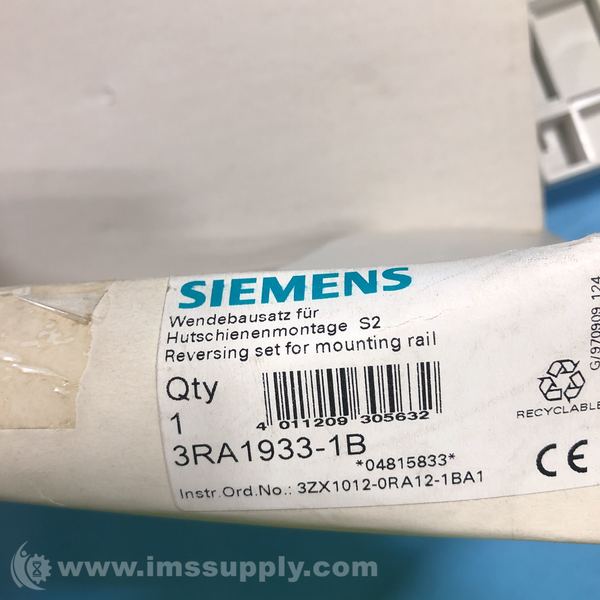 SIEMENS
Wendebausatz für
Hutschienenmontage S2
Reversing set for mounting rail
Qty
1
4 011209 305632
3RA1933-1B
*04815833*
Instr.Ord.No.: 3ZX1012-0RA12-1BA1
G/970909 124
RECYCLABLE
CE
www.imssupply.com